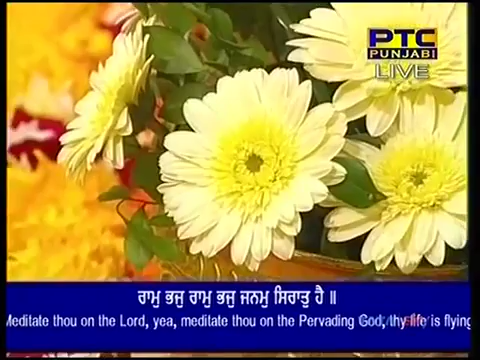 PTC
PUNJABI
LIVE
ਰਾਮੁ ਭਜੁ ਰਾਮੁ ਭਜੁ ਜਨਮੁ ਸਿਰਾਤੁ ਹੈ ॥
Meditate thou on the Lord, yea, meditate thou on the Pervading God, thy life is flying